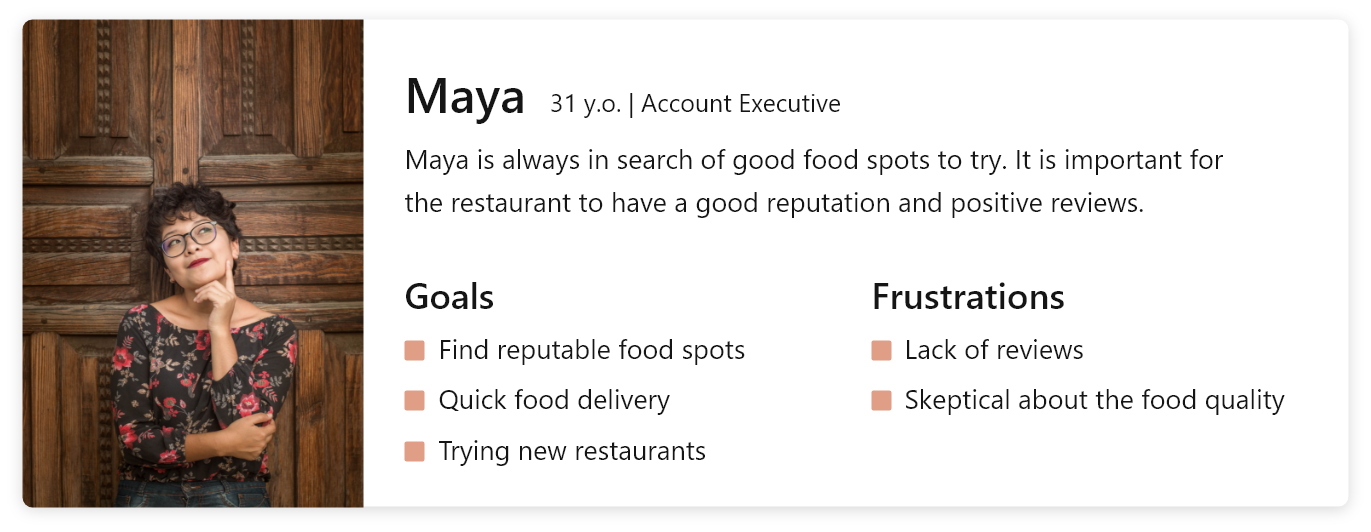 Maya 31 y.o. | Account Executive
Maya is always in search of good food spots to try. It is important for
the restaurant to have a good reputation and positive reviews.
Goals
Find reputable food spots
Quick food delivery
Trying new restaurants
Frustrations
Lack of reviews
Skeptical about the food quality